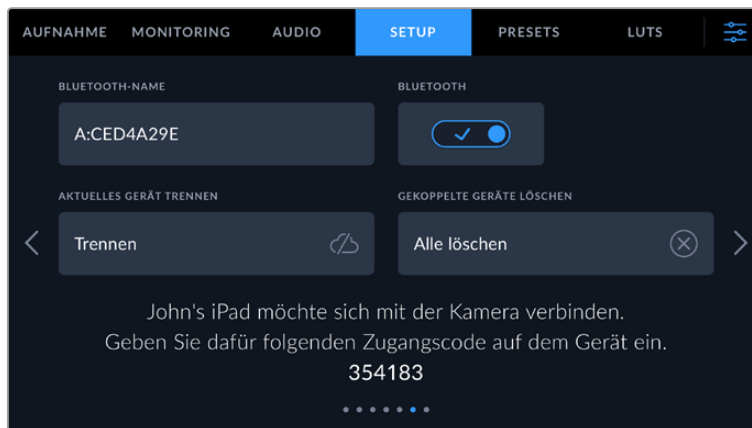 AUFNAHME MONITORING AUDIO SETUP PRESETS LUTS
BLUETOOTH-NAME BLUETOOTH
A:CED4A29E
AKTUELLES GERÄT TRENNEN GEKOPPELTE GERÄTE LÖSCHEN
Trennen Alle löschen
John's iPad möchte sich mit der Kamera verbinden.
Geben Sie dafür folgenden Zugangscode auf dem Gerät ein.
354183